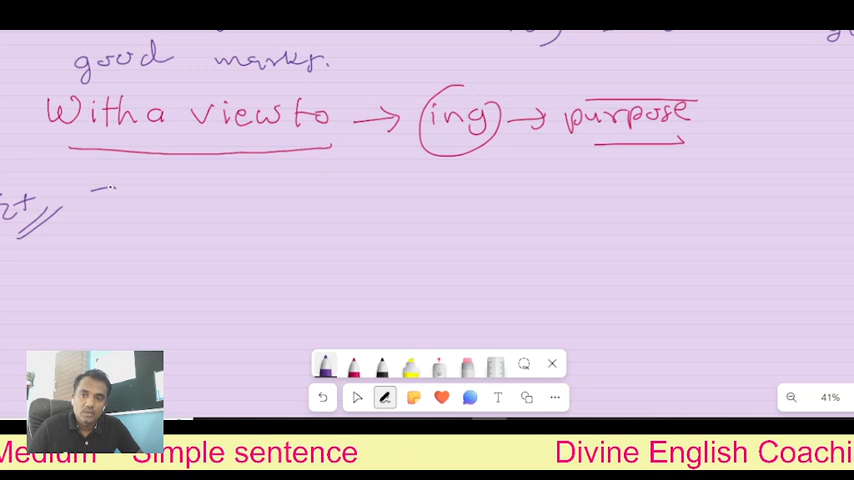 good marks.
With a view to → ing → purpose
41%
Medium Simple sentence
Divine English Coachi